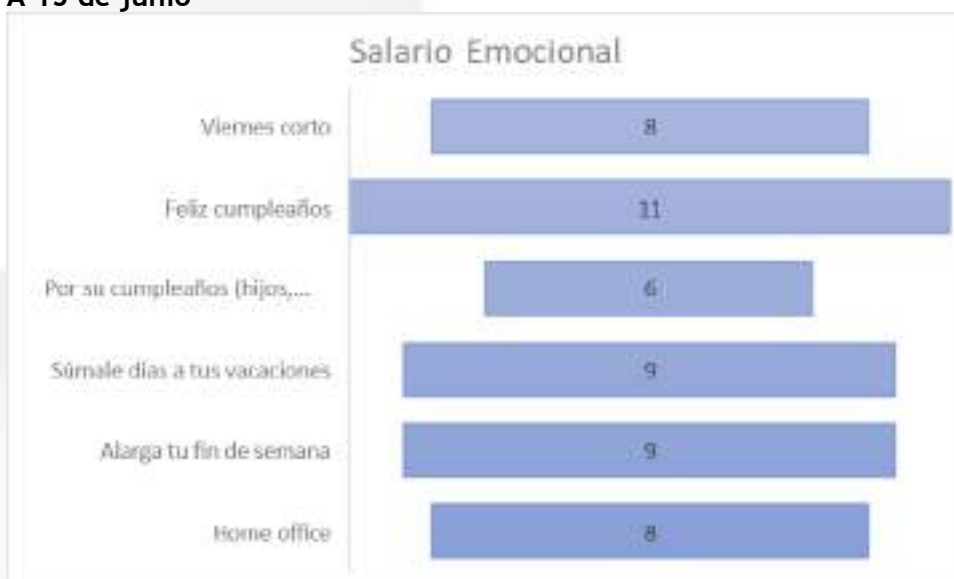 A 15 de junio
Salario Emocional
Viernes corto
8
Feliz cumpleaños
11
Por su cumpleaños (hijos,...
6
Súmale días a tus vacaciones
9
Alarga tu fin de semana
9
Home office
8